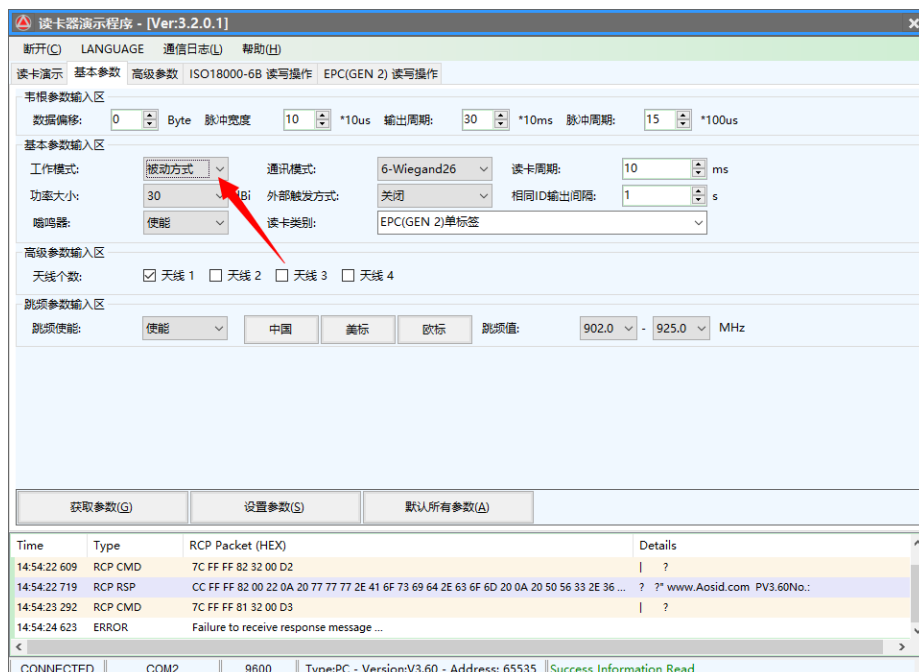 读卡器演示程序 - [Ver:3.2.0.1]
断开(C) LANGUAGE 通信日志(L) 帮助(H)
读卡演示 基本参数 高级参数 ISO18000-6B 读写操作 EPC(GEN 2) 读写操作
韦根参数输入区
数据偏移: 0 Byte 脉冲宽度 10 *10us 输出周期: 30 *10ms 脉冲周期: 15 *100us
基本参数输入区
工作模式: 被动方式 通讯模式: 6-Wiegand26 读卡周期: 10 ms
功率大小: 30 dBi 外部触发方式: 关闭 相同ID输出间隔: 1 s
嗡鸣器: 使能 读卡类别: EPC(GEN 2)单标签
高级参数输入区
天线个数: 天线 1 天线 2 天线 3 天线 4
跳频参数输入区
跳频使能: 使能 中国 美标 欧标 跳频值: 902.0 - 925.0 MHz
获取参数(G) 设置参数(S) 默认所有参数(A)
Time Type RCP Packet (HEX) Details
14:54:22 609 RCP CMD 7C FF FF 82 32 00 D2 | ?
14:54:22 719 RCP RSP CC FF FF 82 00 22 0A 20 77 77 77 2E 41 6F 73 69 64 2E 63 6F 6D 20 0A 20 50 56 33 2E 36 ... ? ?" www.Aosid.com PV3.60No.:
14:54:23 292 RCP CMD 7C FF FF 81 32 00 D3 | ?
14:54:24 623 ERROR Failure to receive response message ...
CONNECTED COM2 9600 Type:PC - Version:V3.60 - Address: 65535 Success Information Read